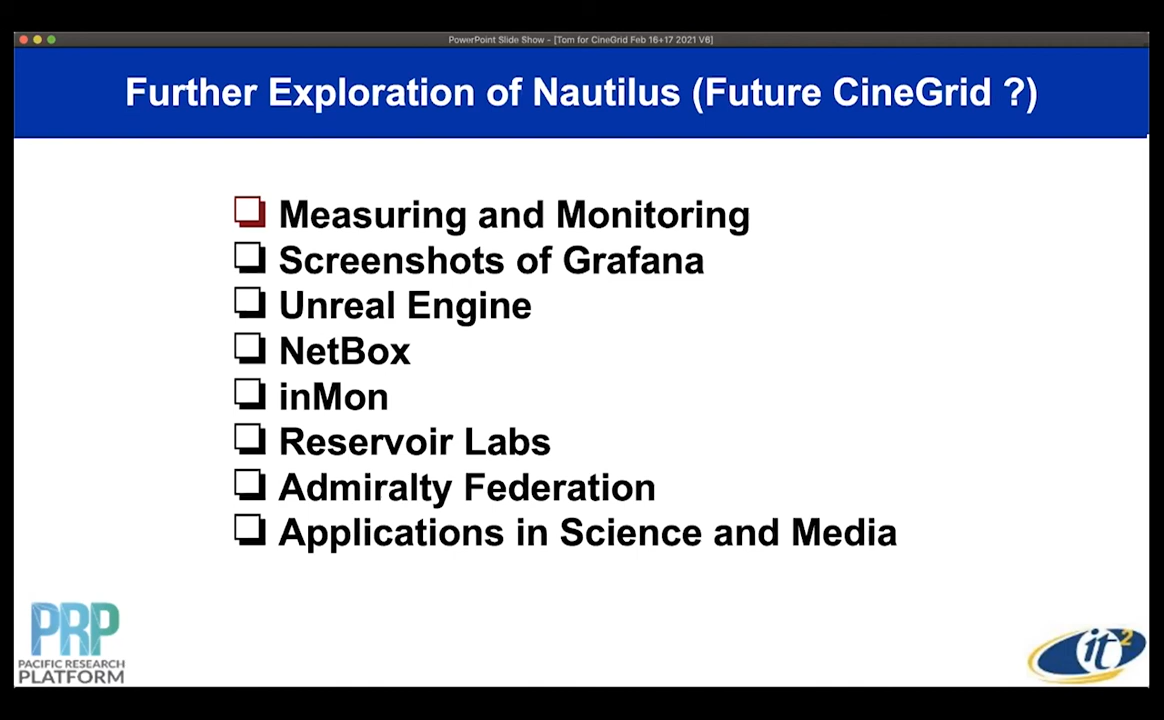 PowerPoint Slide Show - [Tom for CineGrid Feb 16+17 2021 V6]
Further Exploration of Nautilus (Future CineGrid ?)
Measuring and Monitoring
Screenshots of Grafana
Unreal Engine
NetBox
inMon
Reservoir Labs
Admiralty Federation
Applications in Science and Media
PRP
PACIFIC RESEARCH
PLATFORM
it2